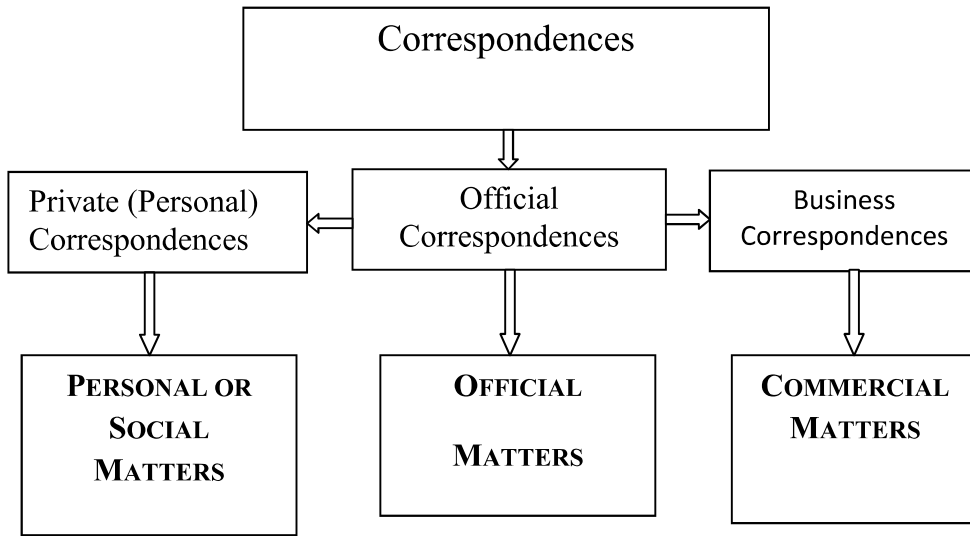 Correspondences
Private (Personal)
Correspondences
Official
Correspondences
Business
Correspondences
PERSONAL OR
SOCIAL
MATTERS
OFFICIAL
MATTERS
COMMERCIAL
MATTERS